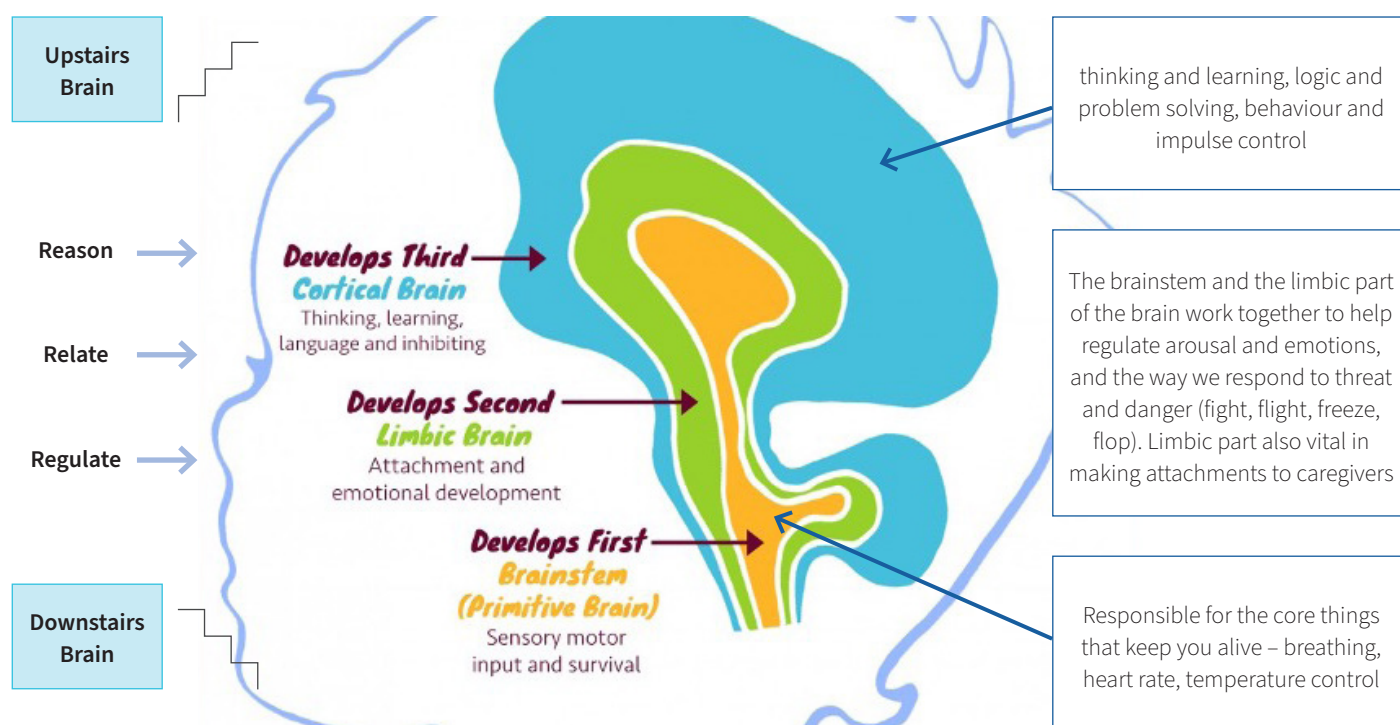 Upstairs
Brain
thinking and learning, logic and
problem solving, behaviour and
impulse control
Reason
Relate
Regulate
Develops Third
Cortical Brain
Thinking, learning,
language and inhibiting
Develops Second
Limbic Brain
Attachment and
emotional development
Develops First
Brainstem
(Primitive Brain)
Sensory motor
input and survival
The brainstem and the limbic part
of the brain work together to help
regulate arousal and emotions,
and the way we respond to threat
and danger (fight, flight, freeze,
flop). Limbic part also vital in
making attachments to caregivers
Downstairs
Brain
Responsible for the core things
that keep you alive – breathing,
heart rate, temperature control